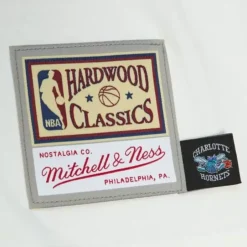 HARDWOOD
NBA
CLASSICS
NOSTALGIA CO.
Mitchell & Ness
PHILADELPHIA, PA.
CHARLOTTE
HORNETS